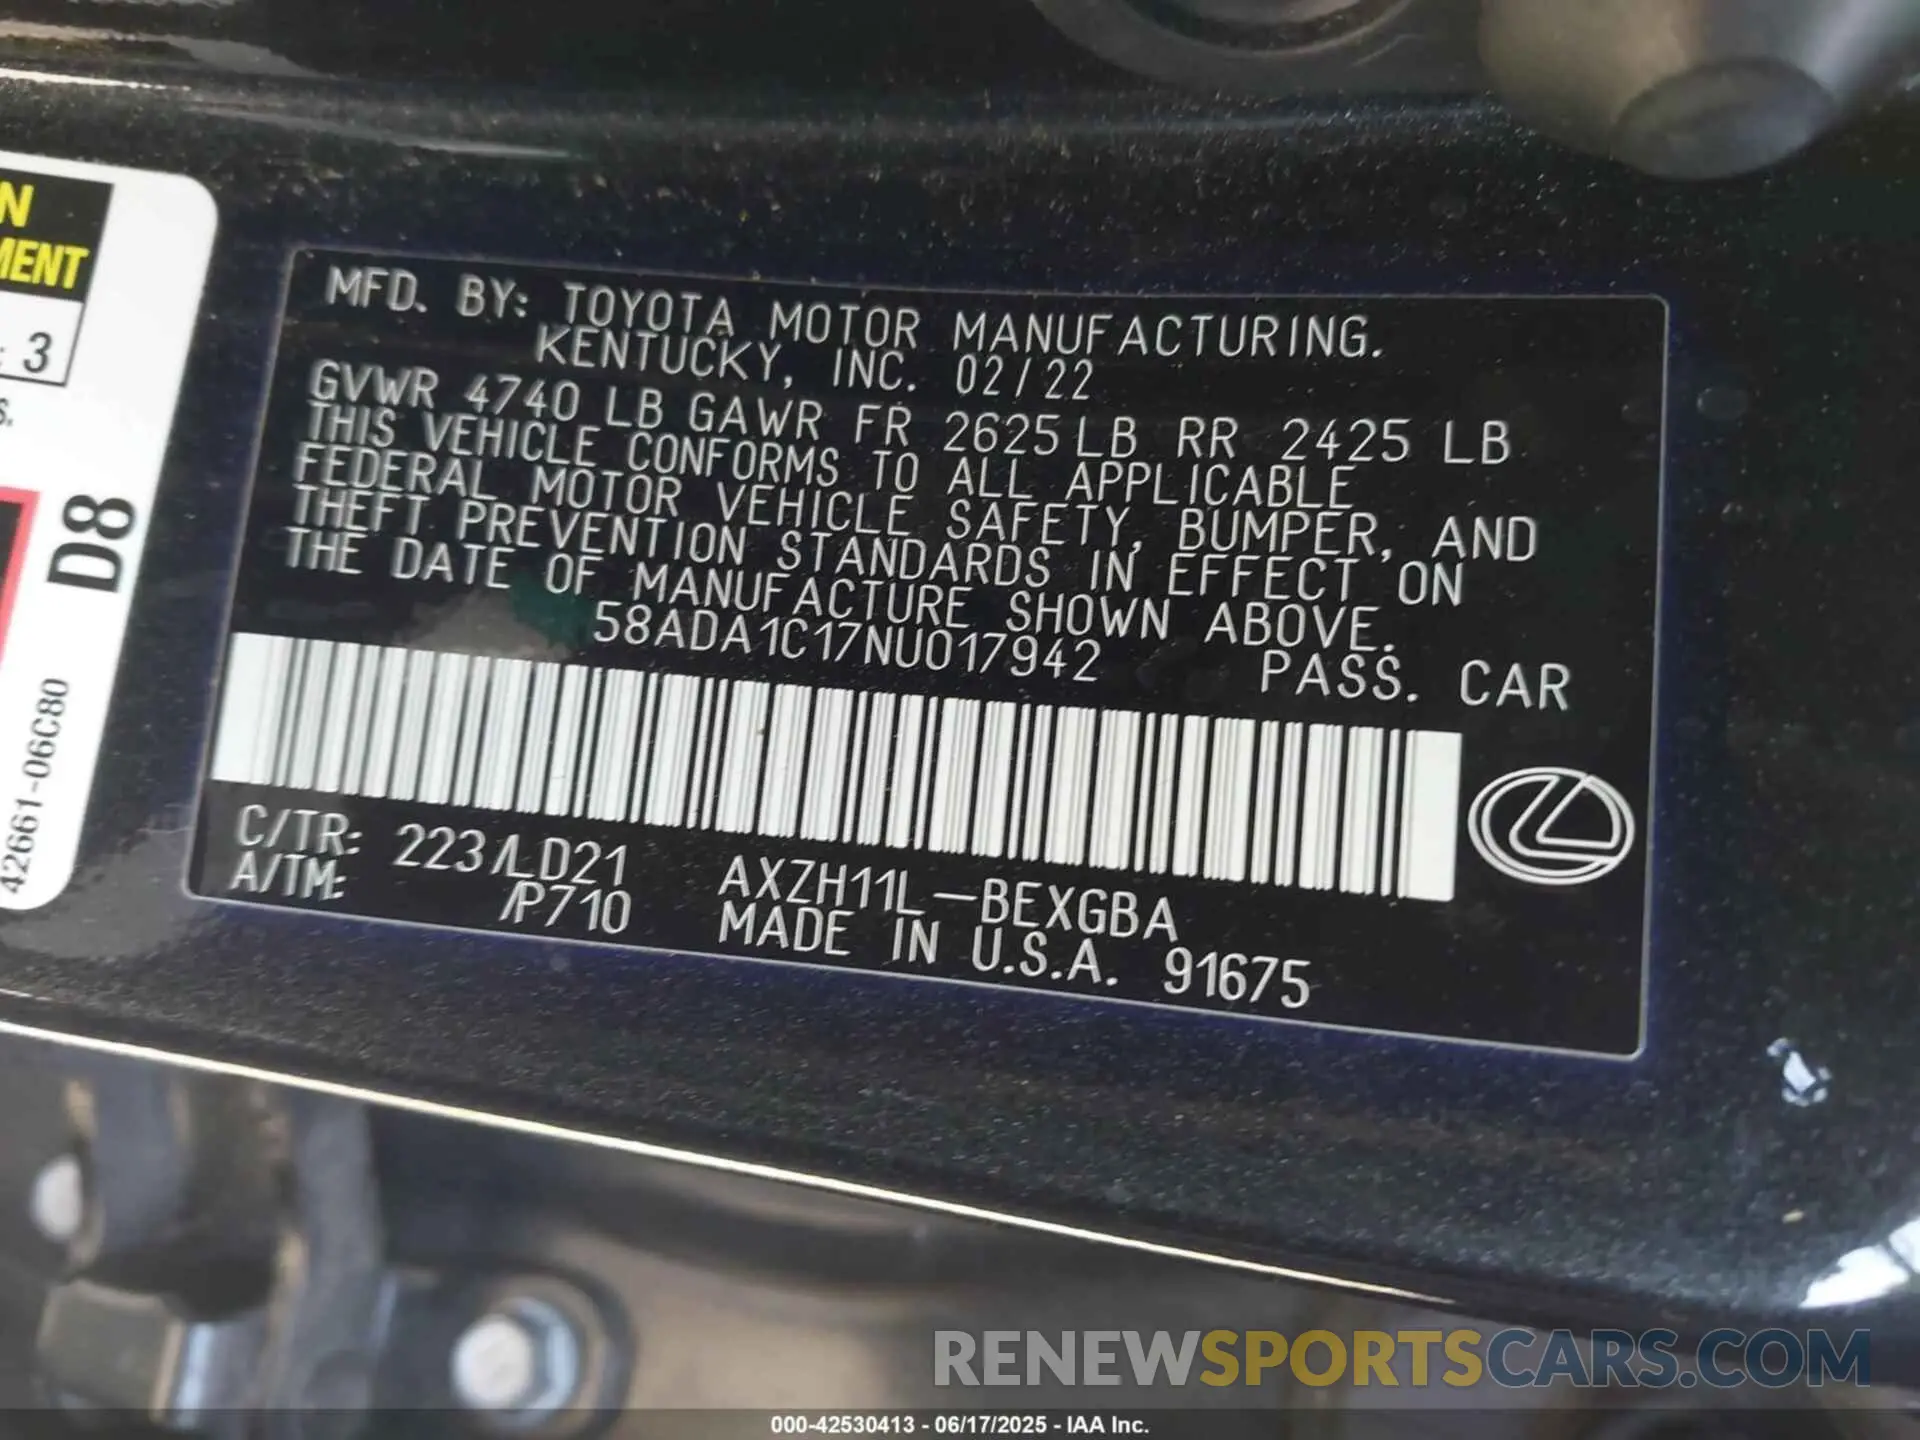 N
MENT
: 3
S.
D8
42661-06C80
MFD. BY: TOYOTA MOTOR MANUFACTURING.
KENTUCKY, INC. 02/22
GVWR 4740 LB GAWR FR 2625 LB RR 2425 LB
THIS VEHICLE CONFORMS TO ALL APPLICABLE
FEDERAL MOTOR VEHICLE SAFETY, BUMPER, AND
THEFT PREVENTION STANDARDS IN EFFECT ON
THE DATE OF MANUFACTURE SHOWN ABOVE.
58ADA1C17NU017942 PASS. CAR
C/TR: 223/LD21 AXZH11L-BEXGBA
A/TM: /P710 MADE IN U.S.A. 91675
RENEWSPORTSCARS.COM
000-42530413 - 06/17/2025 - IAA Inc.